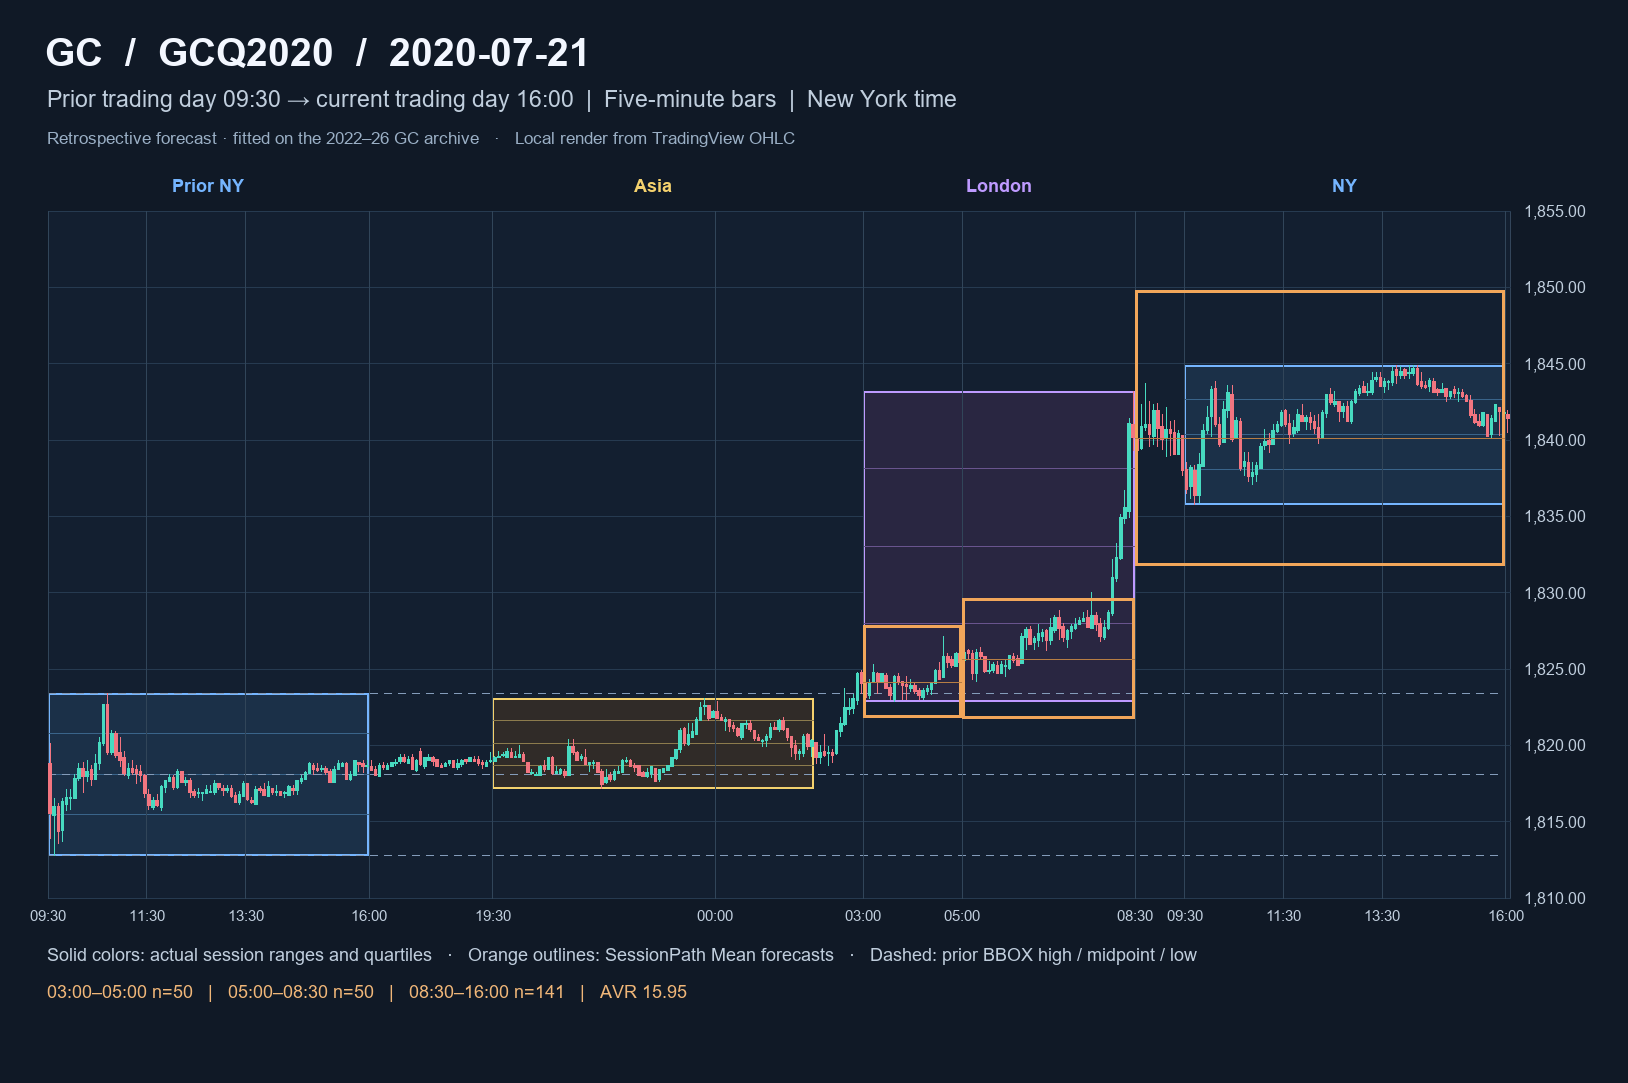 GC / GCQ2020 / 2020-07-21
Prior trading day 09:30 → current trading day 16:00 | Five-minute bars | New York time
Retrospective forecast · fitted on the 2022–26 GC archive · Local render from TradingView OHLC
Prior NY Asia London NY
1,855.00
1,850.00
1,845.00
1,840.00
1,835.00
1,830.00
1,825.00
1,820.00
1,815.00
1,810.00
09:30 11:30 13:30 16:00 19:30 00:00 03:00 05:00 08:30 09:30 11:30 13:30 16:00
Solid colors: actual session ranges and quartiles · Orange outlines: SessionPath Mean forecasts · Dashed: prior BBOX high / midpoint / low
03:00–05:00 n=50 | 05:00–08:30 n=50 | 08:30–16:00 n=141 | AVR 15.95